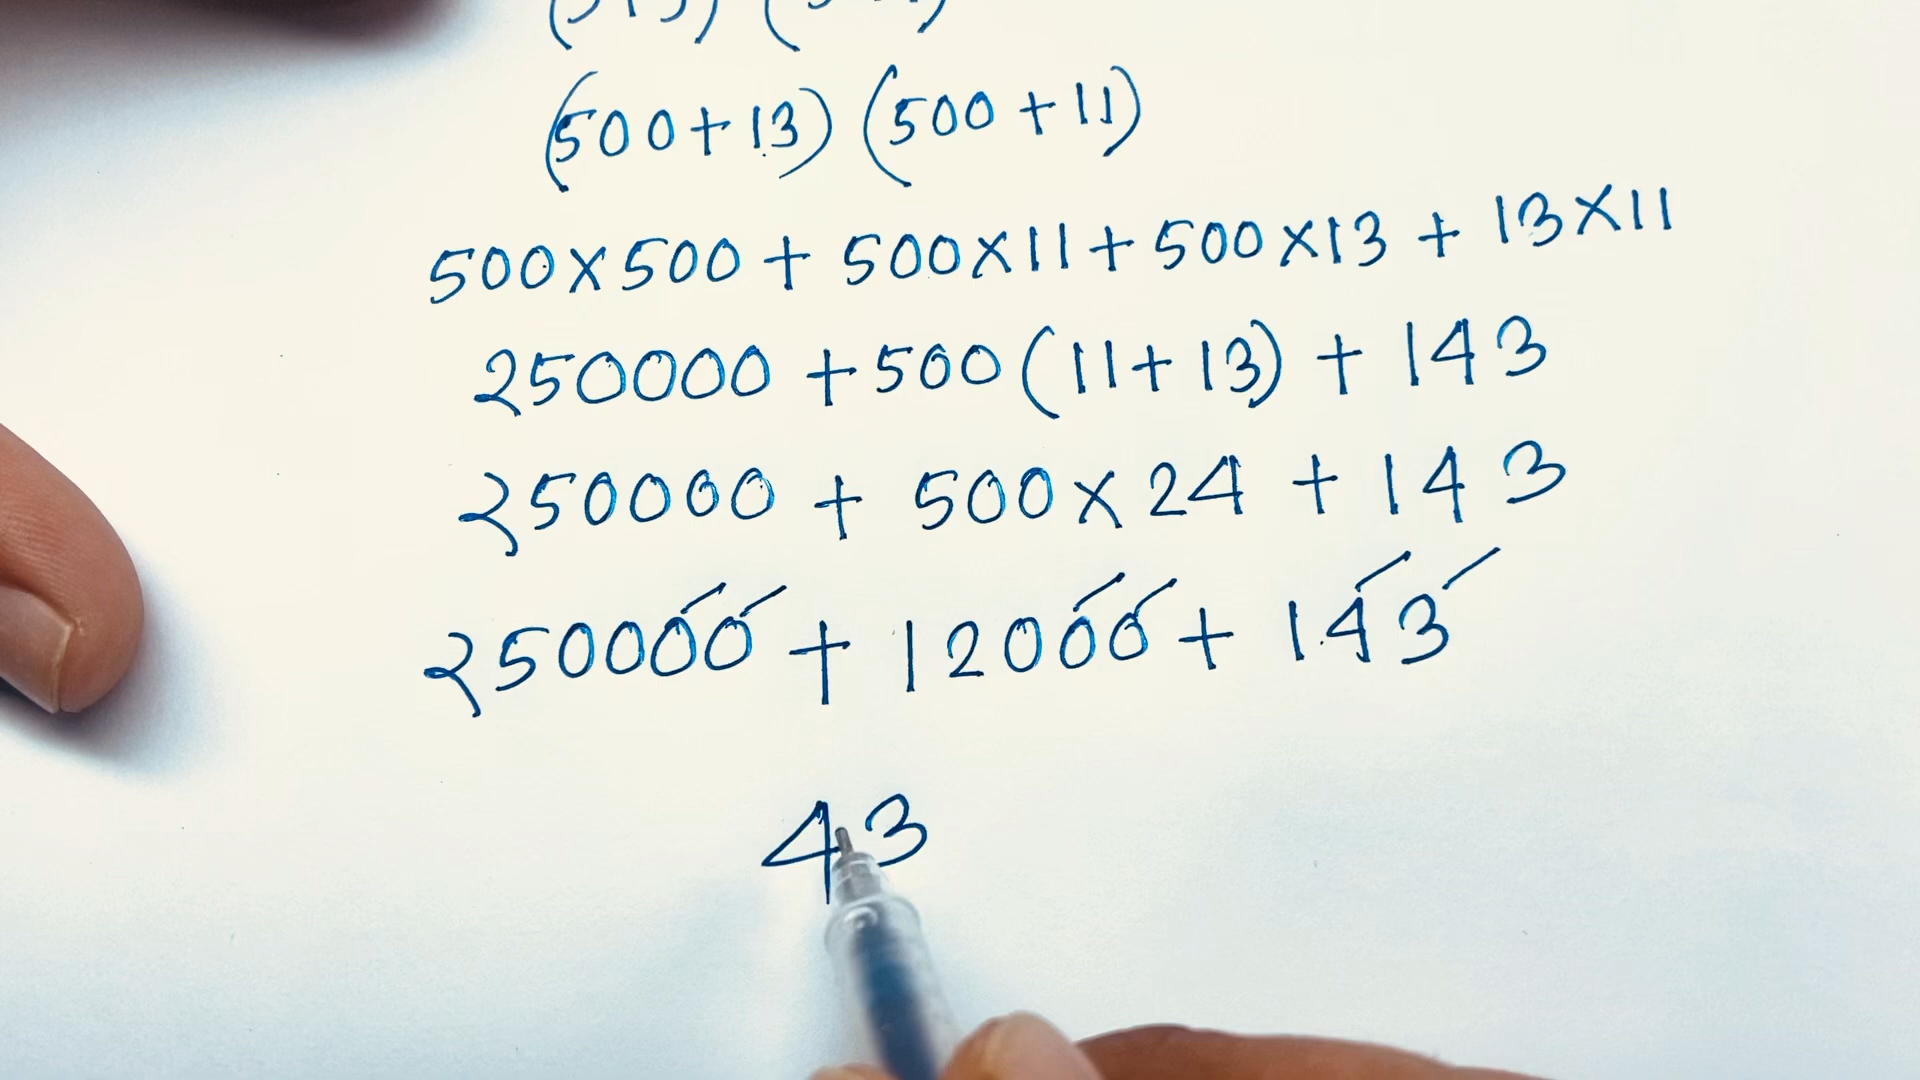 (500+13) (500+11)
500×500 + 500×11 + 500×13 + 13×11
250000 + 500 (11+13) + 143
250000 + 500×24 + 143
250000 + 12000 + 143
43